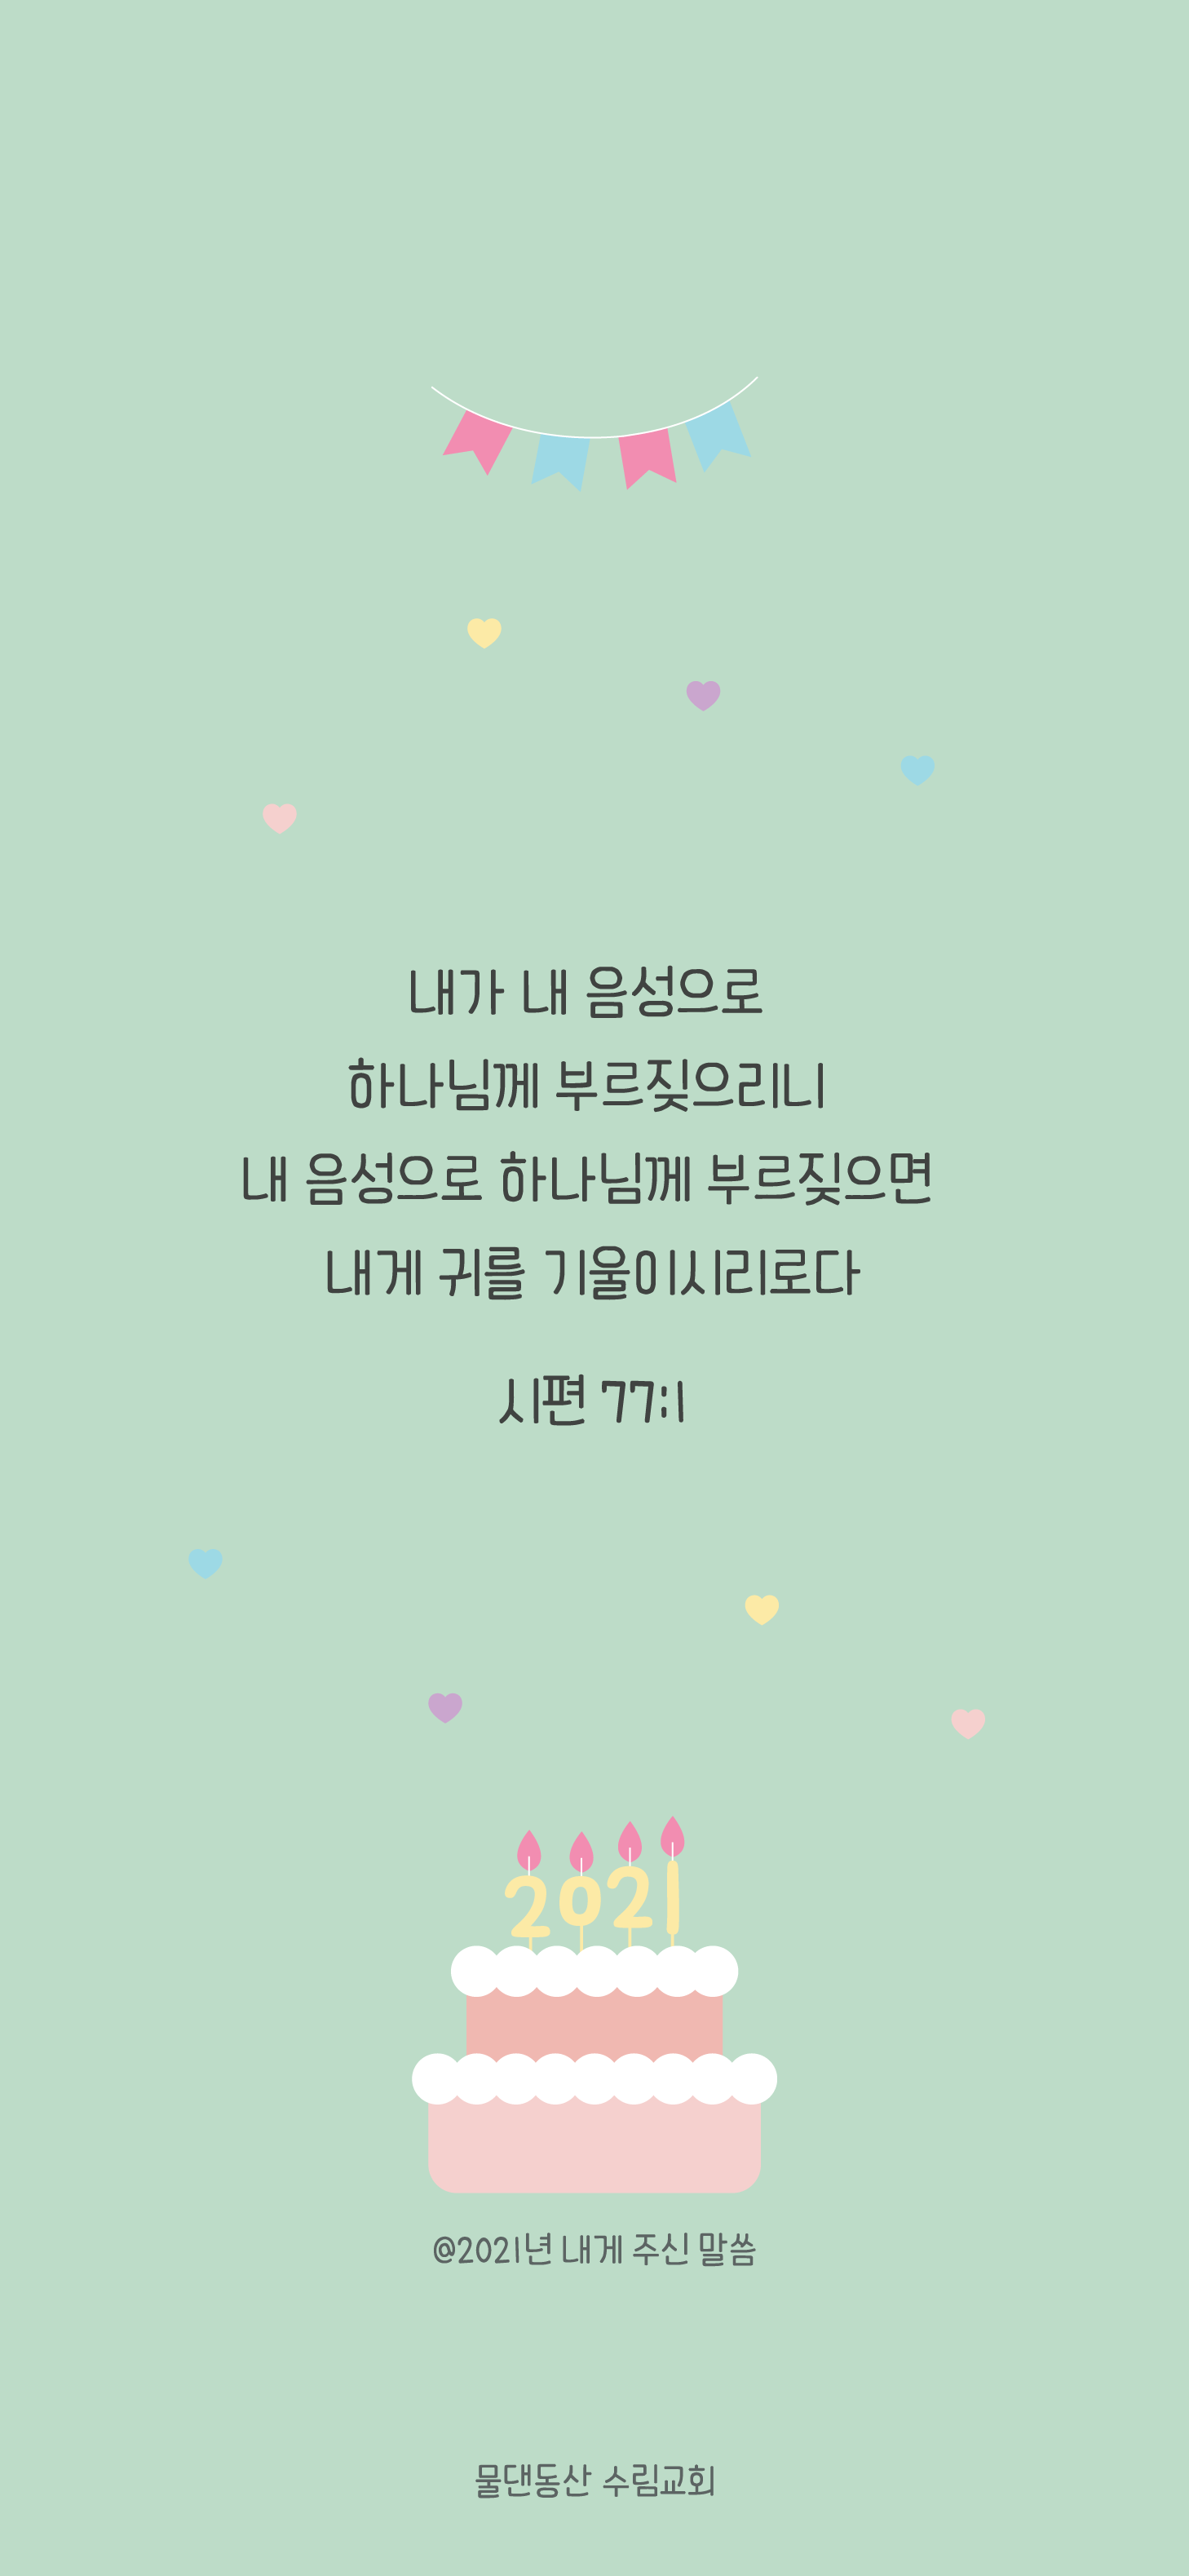 내가 내 음성으로
하나님께 부르짖으리니
내 음성으로 하나님께 부르짖으면
내게 귀를 기울이시리로다
시편 77:1
2021
@2021년 내게 주신 말씀
물댄동산 수림교회